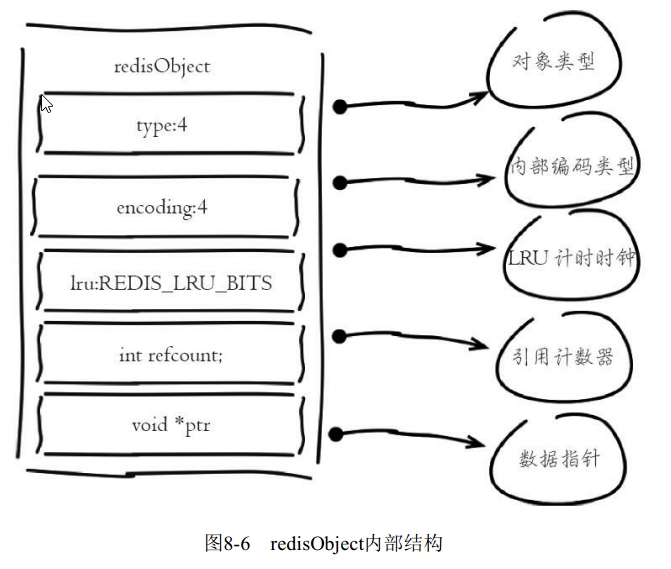 redisObject
对象类型
type:4
内部编码类型
encoding:4
LRU 计时时钟
lru:REDIS_LRU_BITS
引用计数器
int refcount;
数据指针
void *ptr
图8-6 redisObject内部结构